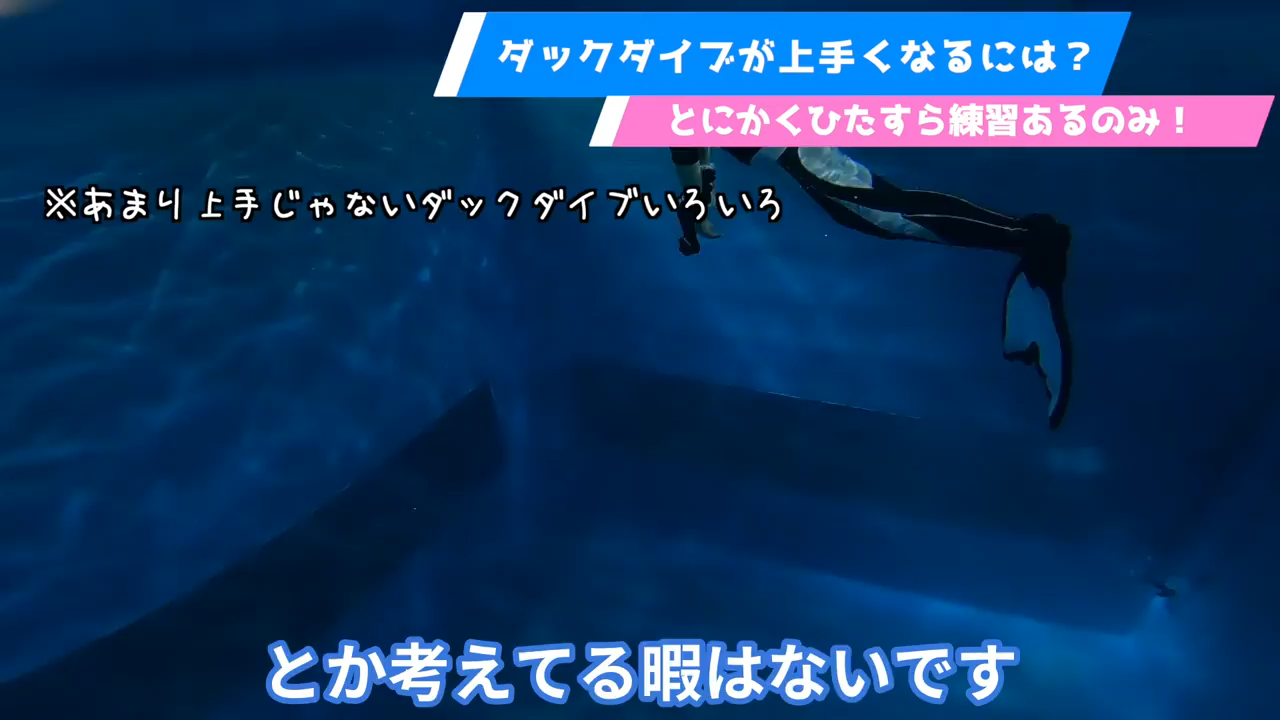 ダックダイブが上手くなるには？
とにかくひたすら練習あるのみ！
※あまり上手じゃないダックダイブいろいろ
とか考えてる暇はないです